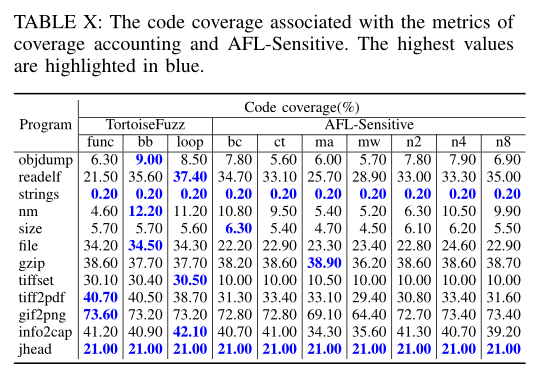 TABLE X: The code coverage associated with the metrics of
coverage accounting and AFL-Sensitive. The highest values
are highlighted in blue.
Code coverage(%)
Program TortoiseFuzz AFL-Sensitive
func bb loop bc ct ma mw n2 n4 n8
objdump 6.30 9.00 8.50 7.80 5.60 6.00 5.70 7.80 7.90 6.90
readelf 21.50 35.60 37.40 34.70 33.10 25.70 28.90 33.00 33.30 35.00
strings 0.20 0.20 0.20 0.20 0.20 0.20 0.20 0.20 0.20 0.20
nm 4.60 12.20 11.20 10.80 9.50 5.40 5.20 6.30 10.50 9.90
size 5.70 5.70 5.60 6.30 5.40 4.70 4.50 6.10 6.20 5.50
file 34.20 34.50 34.30 22.20 22.90 23.30 23.40 22.80 24.60 22.90
gzip 38.60 37.70 37.70 38.20 38.60 38.90 36.20 38.60 38.60 38.70
tiffset 30.10 30.40 30.50 10.00 10.00 10.50 10.00 10.00 10.00 10.00
tiff2pdf 40.70 40.50 38.70 31.30 33.40 33.10 29.40 30.80 33.40 31.60
gif2png 73.60 73.20 73.20 72.80 72.80 69.10 64.40 72.70 73.40 73.40
info2cap 41.20 40.90 42.10 40.70 41.00 34.30 35.60 41.30 40.70 39.20
jhead 21.00 21.00 21.00 21.00 21.00 21.00 21.00 21.00 21.00 21.00